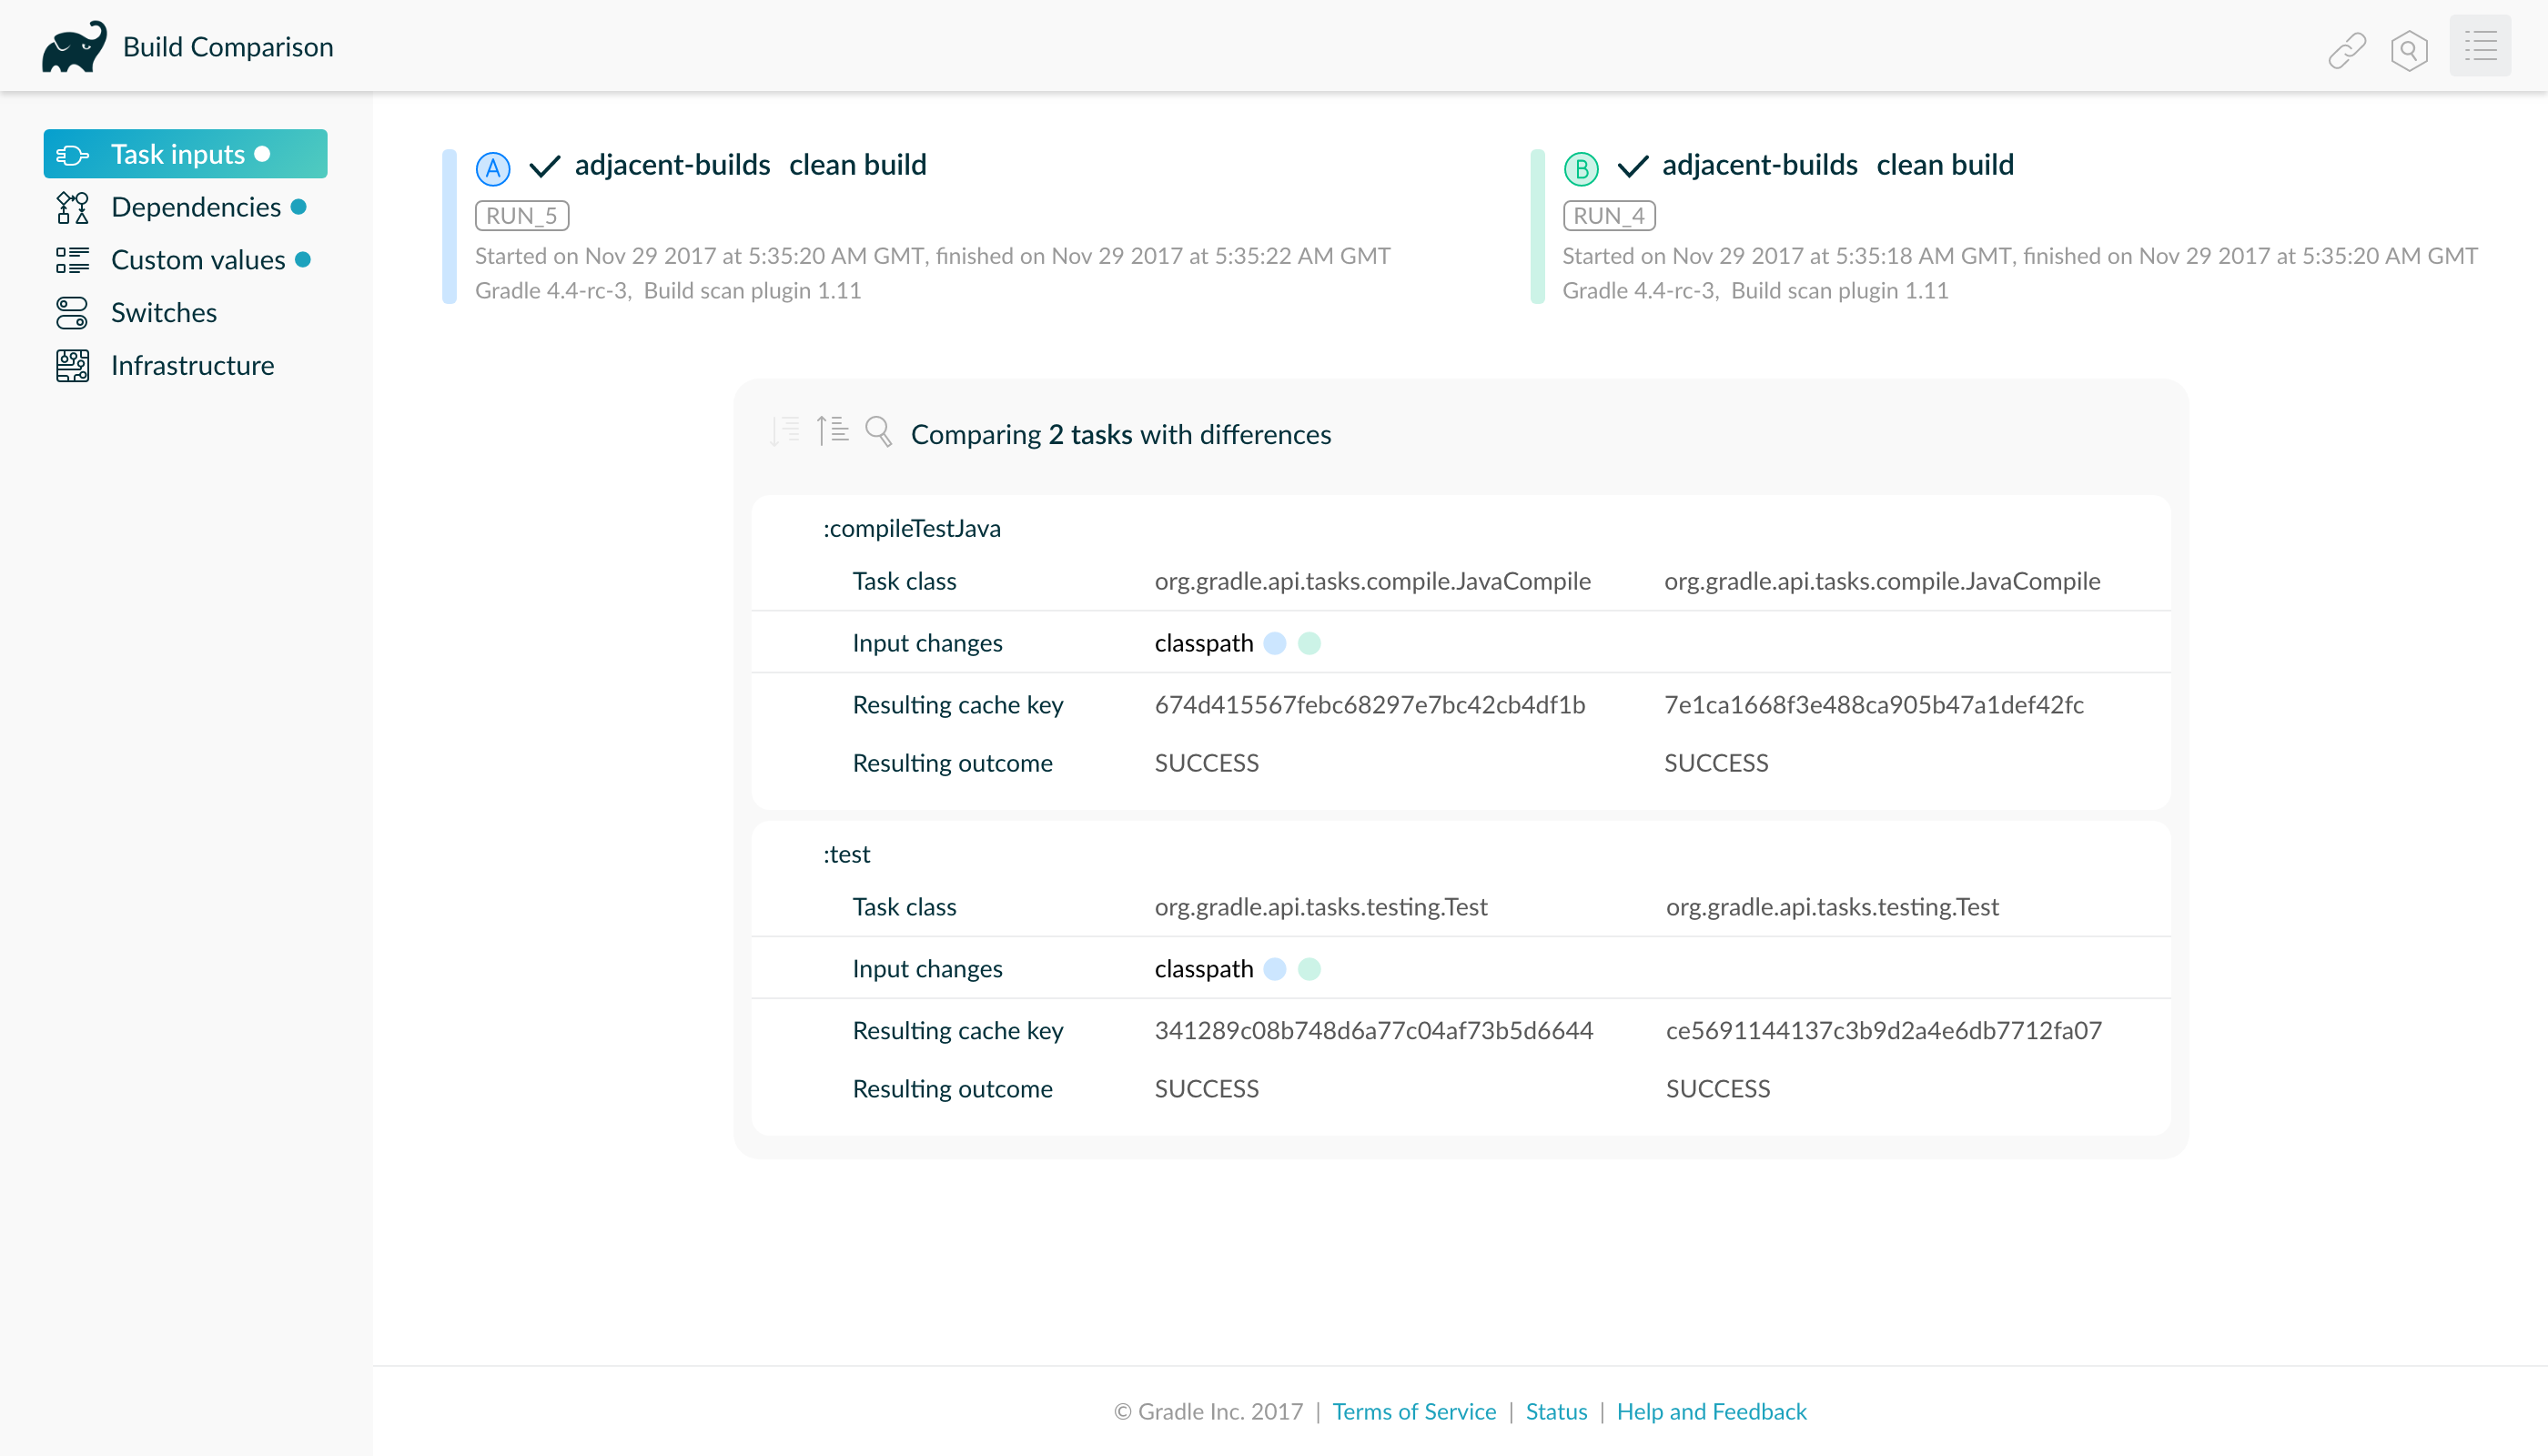 Build Comparison
Task inputs
Dependencies
Custom values
Switches
Infrastructure
A adjacent-builds clean build
RUN_5
Started on Nov 29 2017 at 5:35:20 AM GMT, finished on Nov 29 2017 at 5:35:22 AM GMT
Gradle 4.4-rc-3, Build scan plugin 1.11
B adjacent-builds clean build
RUN_4
Started on Nov 29 2017 at 5:35:18 AM GMT, finished on Nov 29 2017 at 5:35:20 AM GMT
Gradle 4.4-rc-3, Build scan plugin 1.11
Comparing 2 tasks with differences
:compileTestJava
Task class org.gradle.api.tasks.compile.JavaCompile org.gradle.api.tasks.compile.JavaCompile
Input changes classpath
Resulting cache key 674d415567febc68297e7bc42cb4df1b 7e1ca1668f3e488ca905b47a1def42fc
Resulting outcome SUCCESS SUCCESS
:test
Task class org.gradle.api.tasks.testing.Test org.gradle.api.tasks.testing.Test
Input changes classpath
Resulting cache key 341289c08b748d6a77c04af73b5d6644 ce5691144137c3b9d2a4e6db7712fa07
Resulting outcome SUCCESS SUCCESS
© Gradle Inc. 2017 | Terms of Service | Status | Help and Feedback